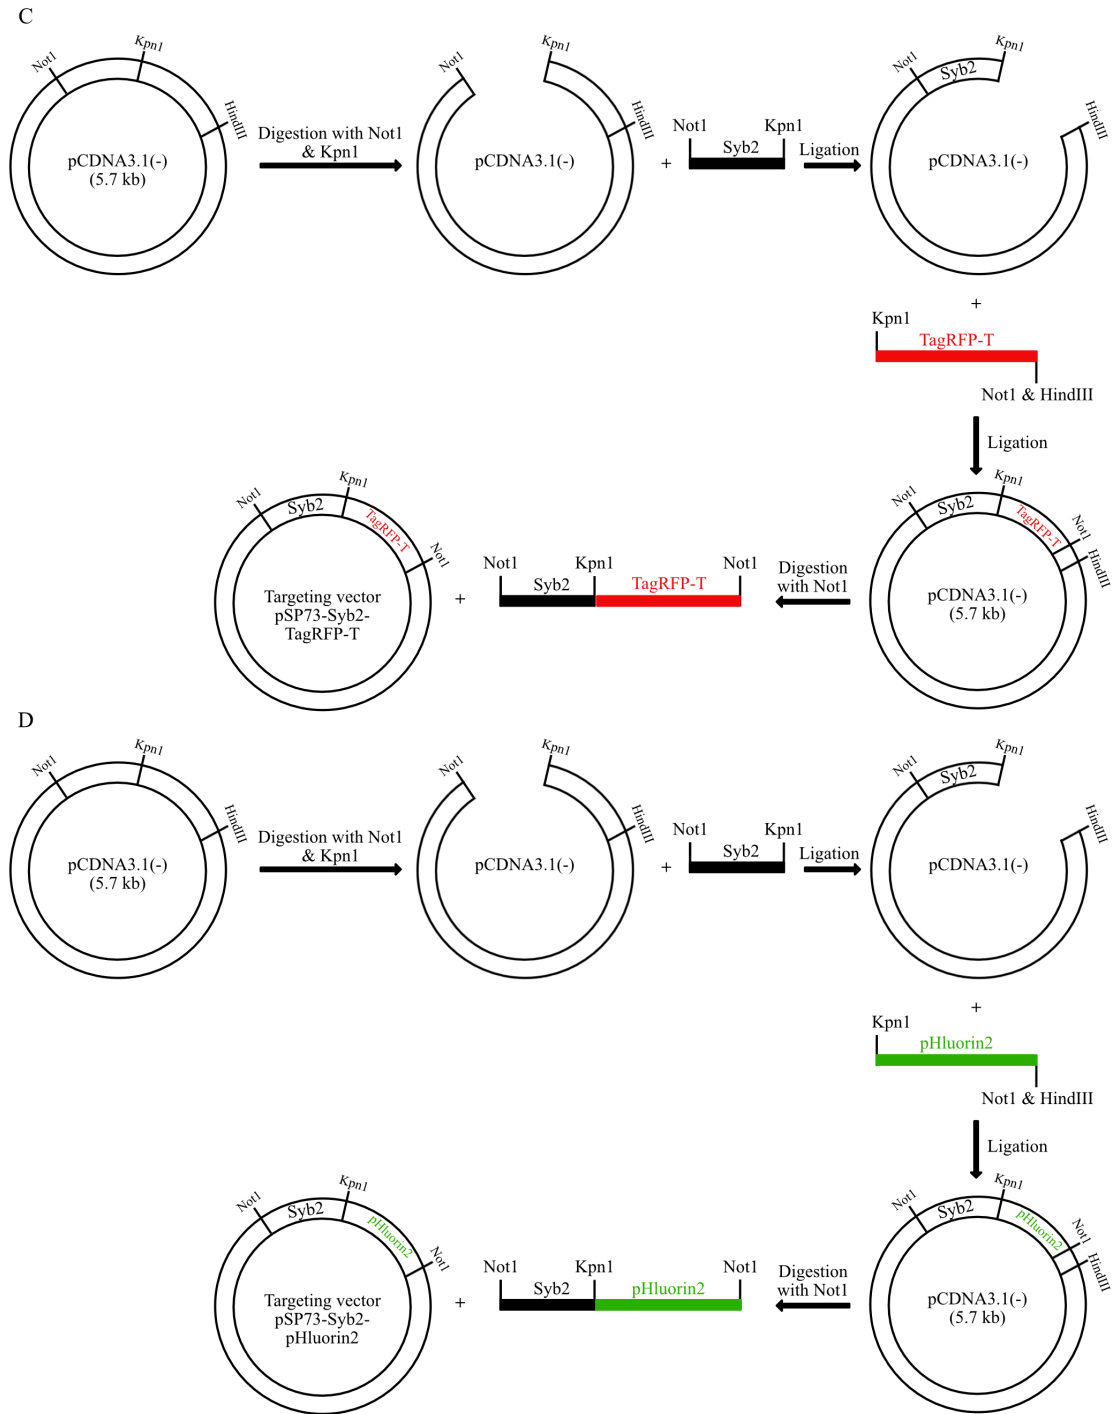 C
Not1
Kpn1
HindIII
pCDNA3.1(-)
(5.7 kb)
Digestion with Not1
& Kpn1
Not1
Kpn1
HindIII
pCDNA3.1(-)
+
Not1
Kpn1
Syb2
Ligation
Not1
Syb2
Kpn1
HindIII
pCDNA3.1(-)
+
Kpn1
TagRFP-T
Not1 & HindIII
Ligation
Not1
Syb2
Kpn1
TagRFP-T
Not1
HindIII
pCDNA3.1(-)
(5.7 kb)
Digestion
with Not1
Not1
Kpn1
Not1
Syb2
TagRFP-T
+
Not1
Syb2
Kpn1
TagRFP-T
Not1
Targeting vector
pSP73-Syb2-
TagRFP-T
D
Not1
Kpn1
HindIII
pCDNA3.1(-)
(5.7 kb)
Digestion with Not1
& Kpn1
Not1
Kpn1
HindIII
pCDNA3.1(-)
+
Not1
Kpn1
Syb2
Ligation
Not1
Syb2
Kpn1
HindIII
pCDNA3.1(-)
+
Kpn1
pHluorin2
Not1 & HindIII
Ligation
Not1
Syb2
Kpn1
pHluorin2
Not1
HindIII
pCDNA3.1(-)
(5.7 kb)
Digestion
with Not1
Not1
Kpn1
Not1
Syb2
pHluorin2
+
Not1
Syb2
Kpn1
pHluorin2
Not1
Targeting vector
pSP73-Syb2-
pHluorin2